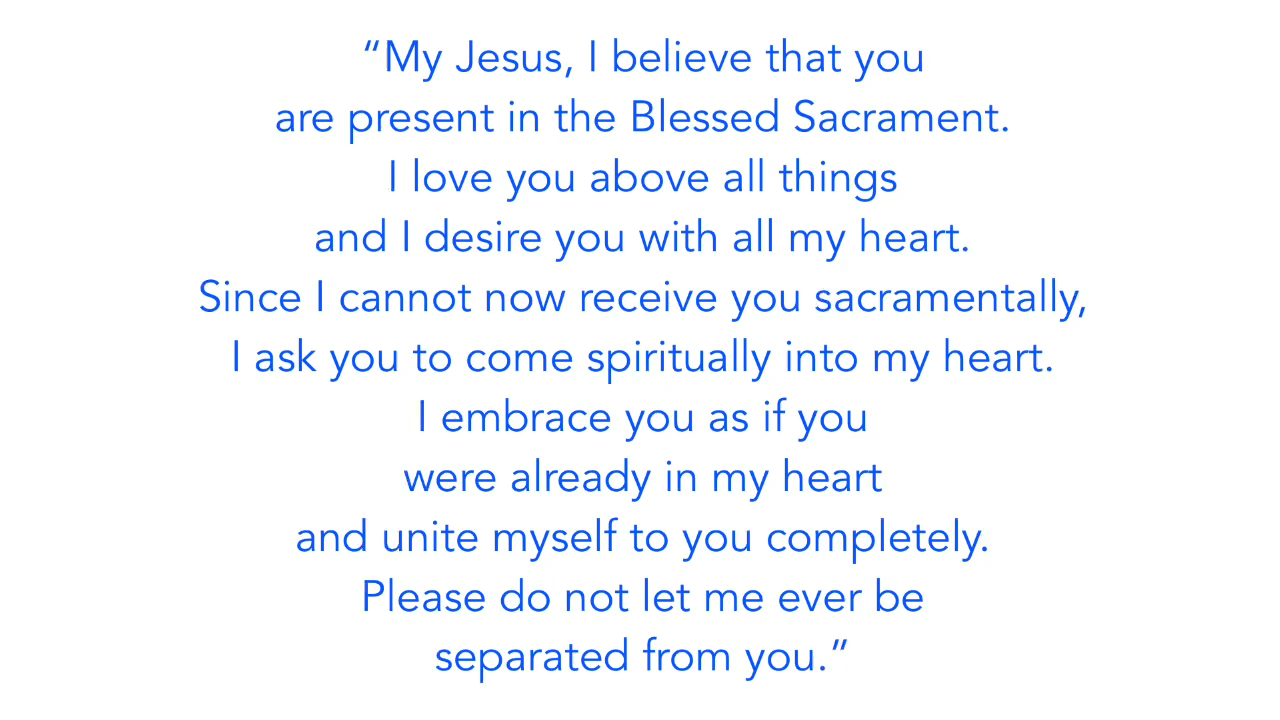 “My Jesus, I believe that you
are present in the Blessed Sacrament.
I love you above all things
and I desire you with all my heart.
Since I cannot now receive you sacramentally,
I ask you to come spiritually into my heart.
I embrace you as if you
were already in my heart
and unite myself to you completely.
Please do not let me ever be
separated from you.”